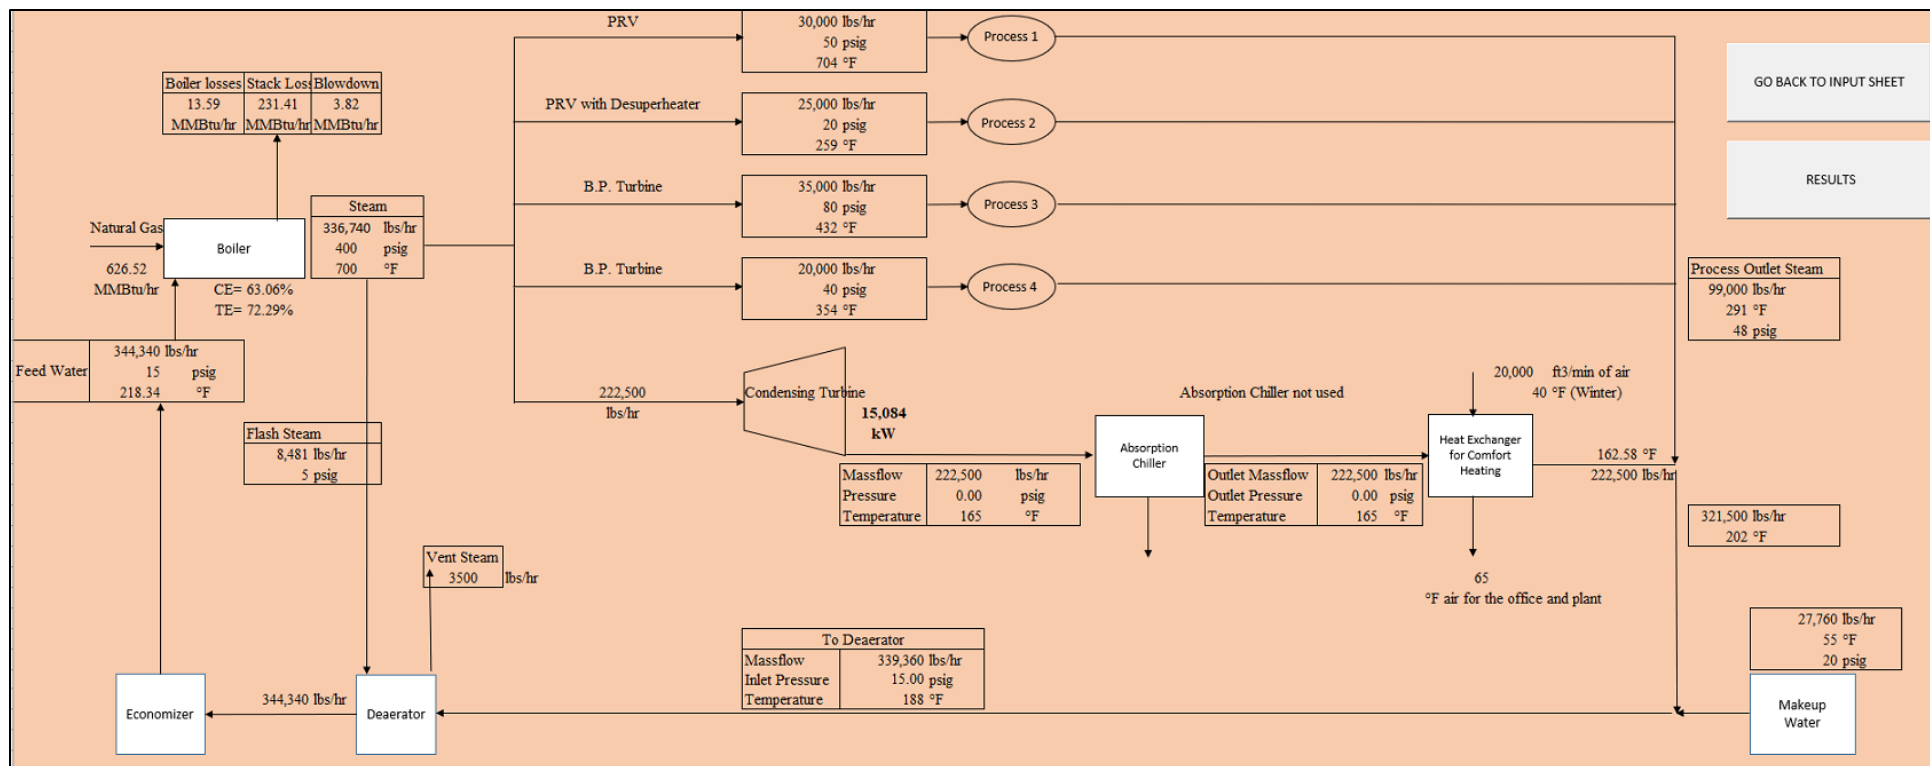 PRV
30,000 lbs/hr
50 psig
704 °F
Process 1
GO BACK TO INPUT SHEET
Boiler losses Stack Loss Blowdown
13.59 231.41 3.82
MMBtu/hr MMBtu/hr MMBtu/hr
PRV with Desuperheater
25,000 lbs/hr
20 psig
259 °F
Process 2
RESULTS
B.P. Turbine
35,000 lbs/hr
80 psig
432 °F
Process 3
Natural Gas
626.52
MMBtu/hr
Boiler
CE= 63.06%
TE= 72.29%
Steam
336,740 lbs/hr
400 psig
700 °F
B.P. Turbine
20,000 lbs/hr
40 psig
354 °F
Process 4
Process Outlet Steam
99,000 lbs/hr
291 °F
48 psig
Feed Water
344,340 lbs/hr
15 psig
218.34 °F
222,500
lbs/hr
Condensing Turbine
15,084
kW
Absorption Chiller not used
20,000 ft3/min of air
40 °F (Winter)
Flash Steam
8,481 lbs/hr
5 psig
Absorption
Chiller
Heat Exchanger
for Comfort
Heating
162.58 °F
222,500 lbs/hr
Massflow 222,500 lbs/hr
Pressure 0.00 psig
Temperature 165 °F
Outlet Massflow 222,500 lbs/hr
Outlet Pressure 0.00 psig
Temperature 165 °F
321,500 lbs/hr
202 °F
Vent Steam
3500 lbs/hr
65
°F air for the office and plant
27,760 lbs/hr
55 °F
20 psig
To Deaerator
Massflow 339,360 lbs/hr
Inlet Pressure 15.00 psig
Temperature 188 °F
Economizer
344,340 lbs/hr
Deaerator
Makeup
Water